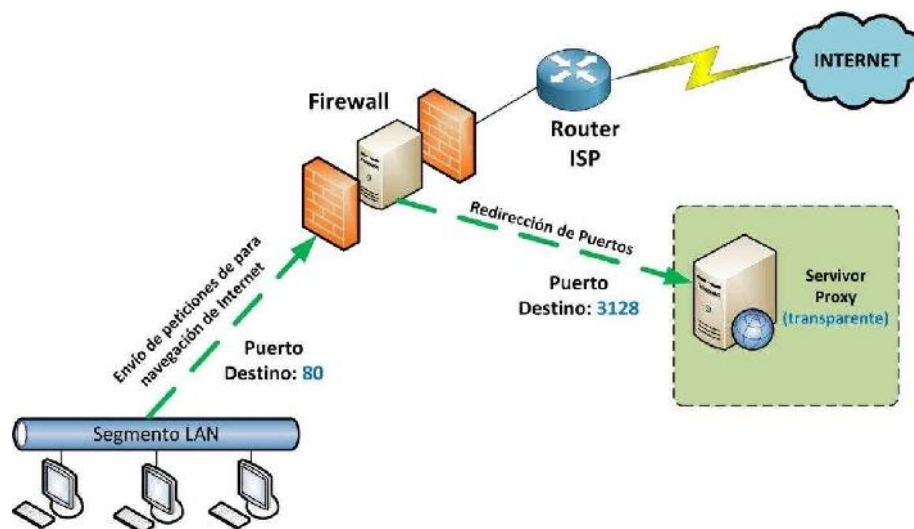 INTERNET
Firewall
Router
ISP
Redirección de Puertos
Puerto
Destino: 3128
Servivor
Proxy
(transparente)
Envío de peticiones de para
navegación de Internet
Puerto
Destino: 80
Segmento LAN